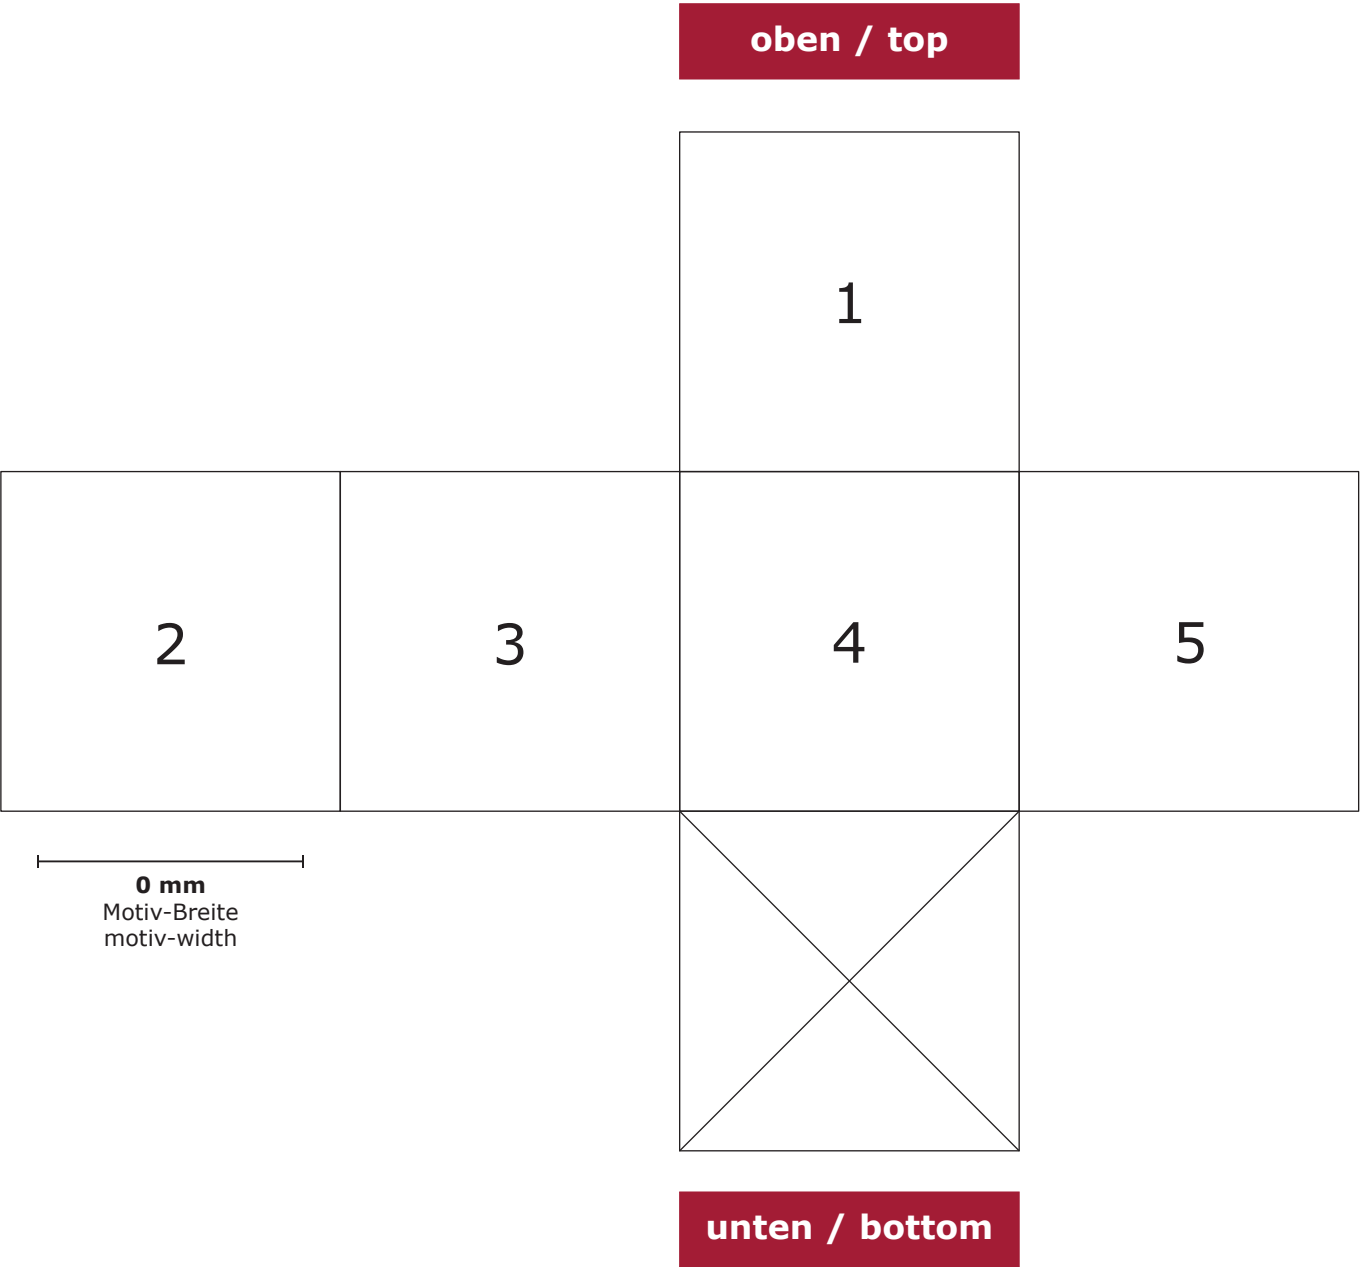 oben / top
1
2
3
4
5
0 mm
Motiv-Breite
motiv-width
unten / bottom